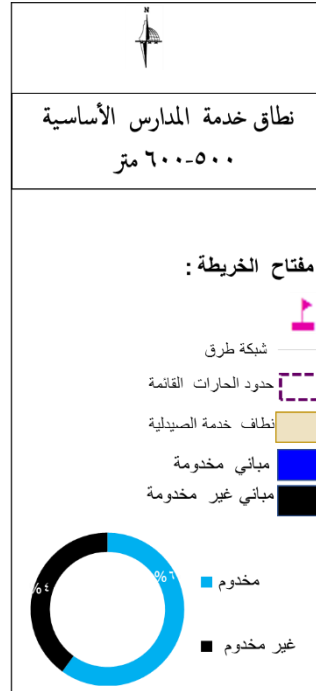 N
نطاق خدمة المدارس الأساسية
٥٠٠-٦٠٠ متر
مفتاح الخريطة :
شبكة طرق
حدود الحارات القائمة
نطاف خدمة الصيدلية
مباني مخدومة
مباني غير مخدومة
مخدوم
غير مخدوم